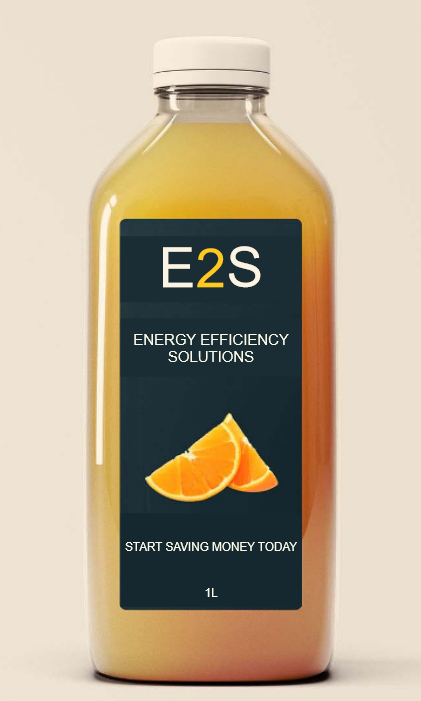 E2S
ENERGY EFFICIENCY
SOLUTIONS
START SAVING MONEY TODAY
1L